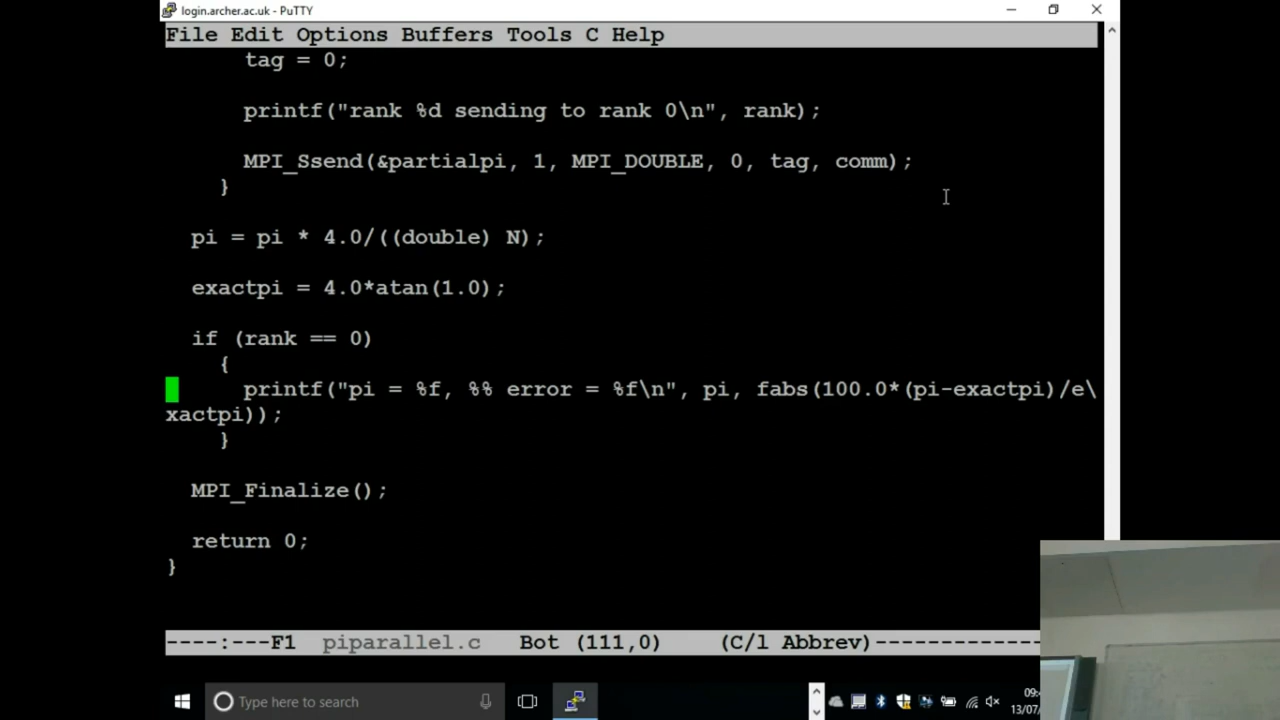 login.archer.ac.uk - PuTTY
File Edit Options Buffers Tools C Help
tag = 0;
printf("rank %d sending to rank 0\n", rank);
MPI_Ssend(&partialpi, 1, MPI_DOUBLE, 0, tag, comm);
}
pi = pi * 4.0/((double) N);
exactpi = 4.0*atan(1.0);
if (rank == 0)
{
printf("pi = %f, %% error = %f\n", pi, fabs(100.0*(pi-exactpi)/e\
xactpi));
}
MPI_Finalize();
return 0;
}
----:---F1 piparallel.c Bot (111,0) (C/l Abbrev)-------------
Type here to search
09:
13/07/